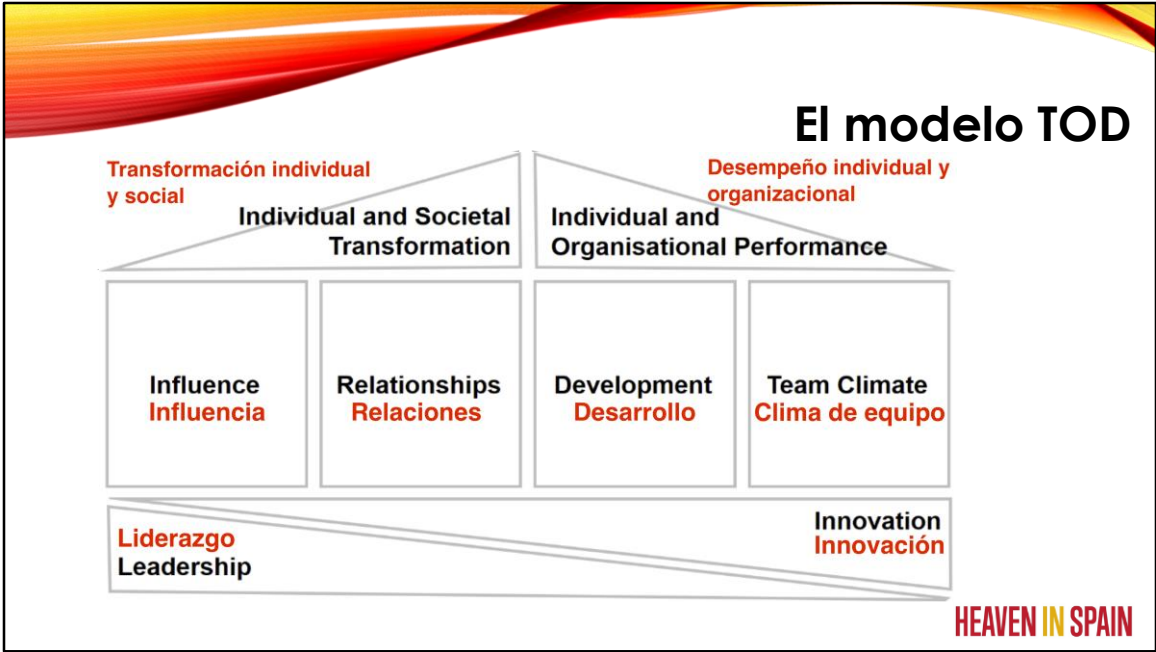 El modelo TOD
Transformación individual
y social
Individual and Societal
Transformation
Desempeño individual y
organizacional
Individual and
Organisational Performance
Influence
Influencia
Relationships
Relaciones
Development
Desarrollo
Team Climate
Clima de equipo
Liderazgo
Leadership
Innovation
Innovación
HEAVEN IN SPAIN